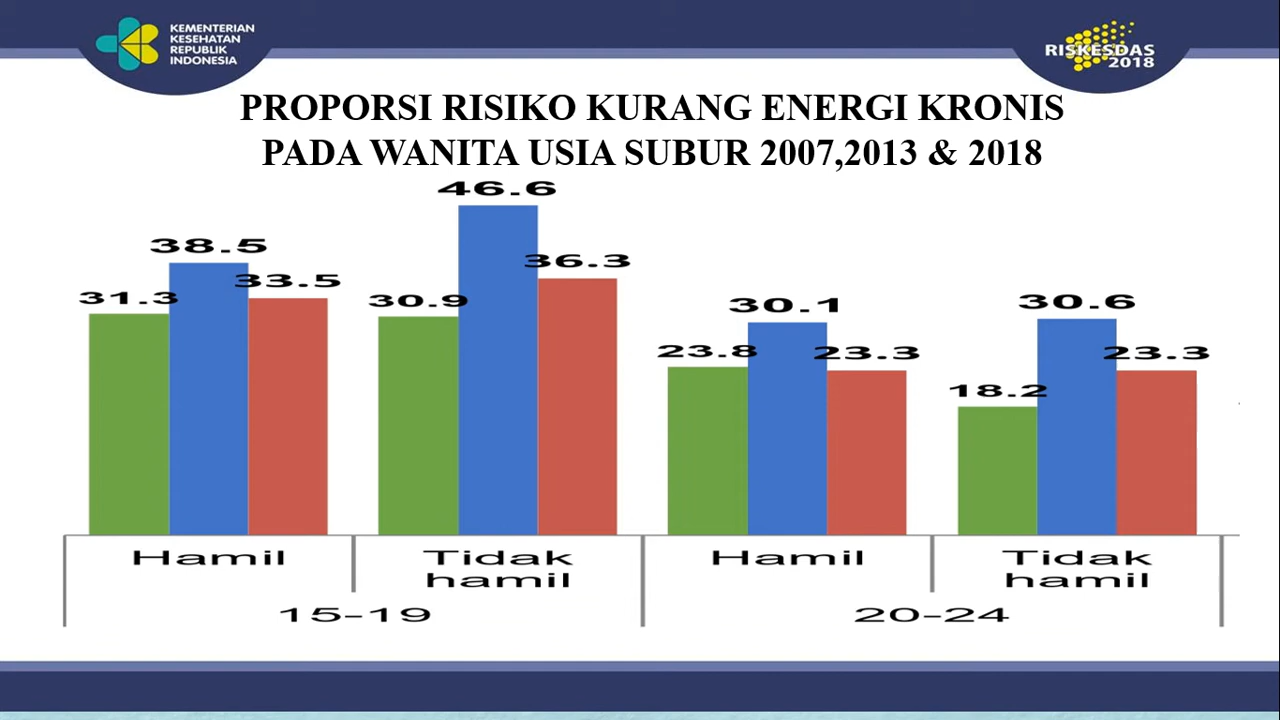 KEMENTERIAN
KESEHATAN
REPUBLIK
INDONESIA
RISKESDAS
2018
PROPORSI RISIKO KURANG ENERGI KRONIS
PADA WANITA USIA SUBUR 2007,2013 & 2018
31.3 38.5 33.5 30.9 46.6 36.3 23.8 30.1 23.3 18.2 30.6 23.3
Hamil Tidak hamil Hamil Tidak hamil
15-19 20-24